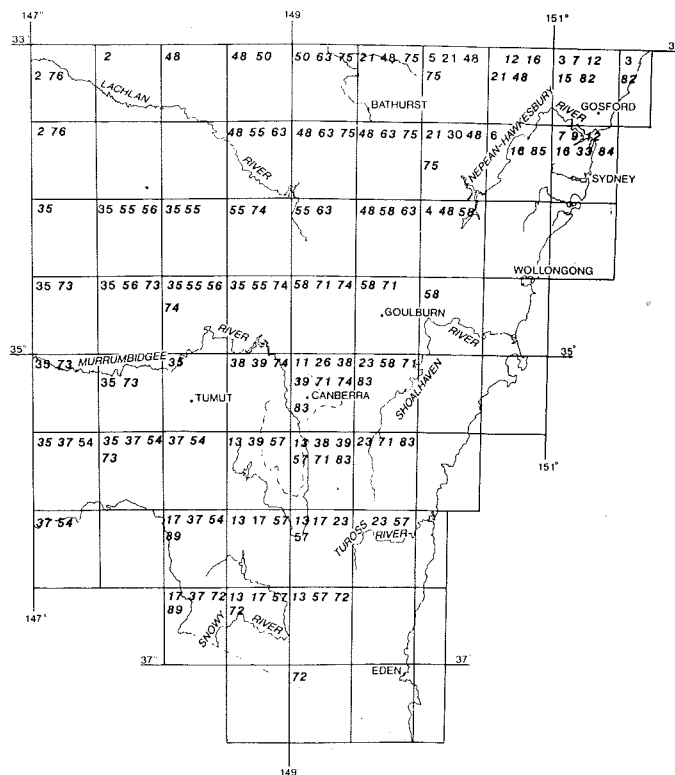 147° 149° 151°
33° 3
2 48 48 50 50 63 75 21 48 75 5 21 48 12 16 3 7 12 3
2 76 75 21 48 15 82 82
LACHLAN
BATHURST
GOSFORD
NEPEAN-HAWKESBURY RIVER
2 76 48 55 63 48 63 75 48 63 75 21 30 48 6 7 9 12
16 85 16 33 84
75
RIVER
SYDNEY
35 35 55 56 35 55 55 74 55 63 48 58 63 4 48 58
WOLLONGONG
35 73 35 56 73 35 55 56 35 55 74 58 71 74 58 71
58
74
GOULBURN
RIVER
RIVER
35° 35°
MURRUMBIDGEE
35 73 35 38 39 74 11 26 38 23 58 71
35 73 39 71 74 83
TUMUT
CANBERRA
83
SHOALHAVEN
35 37 54 35 37 54 37 54 13 39 57 13 38 39 23 71 83
73 57 71 83
151°
37 54 17 37 54 13 17 57 13 17 23 23 57
89 57
TUROSS RIVER
17 37 72 13 17 57 13 57 72
89 72
147°
SNOWY RIVER
37° 37°
72
EDEN
149°